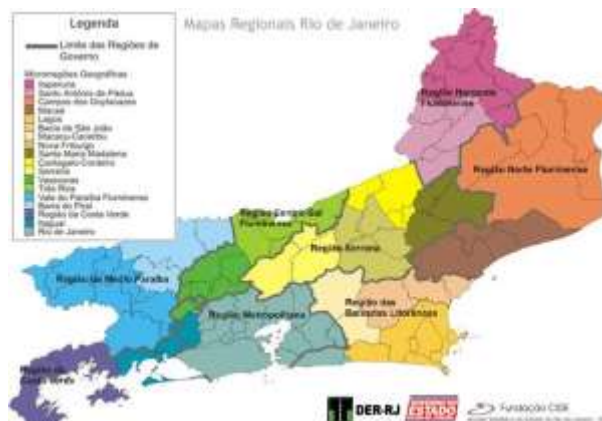 Legenda
Mapas Regionais Rio de Janeiro
Limite das Regiões de
Governo
Microrregiões Geográficas
Itaperuna
Santo Antônio de Pádua
Campos dos Goytacazes
Macaé
Lagos
Bacia de São João
Macacu-Caceribu
Nova Friburgo
Santa Maria Madalena
Cantagalo-Cordeiro
Serrana
Vassouras
Três Rios
Vale do Paraíba Fluminense
Barra do Piraí
Região da Costa Verde
Itaguaí
Rio de Janeiro
Região Noroeste
Fluminense
Região Norte Fluminense
Região Centro-Sul
Fluminense
Região Serrana
Região do Médio Paraíba
Região Metropolitana
Região das
Baixadas Litorâneas
Região da
Costa Verde
DER-RJ
GOVERNO DO
ESTADO
Fundação CIDE